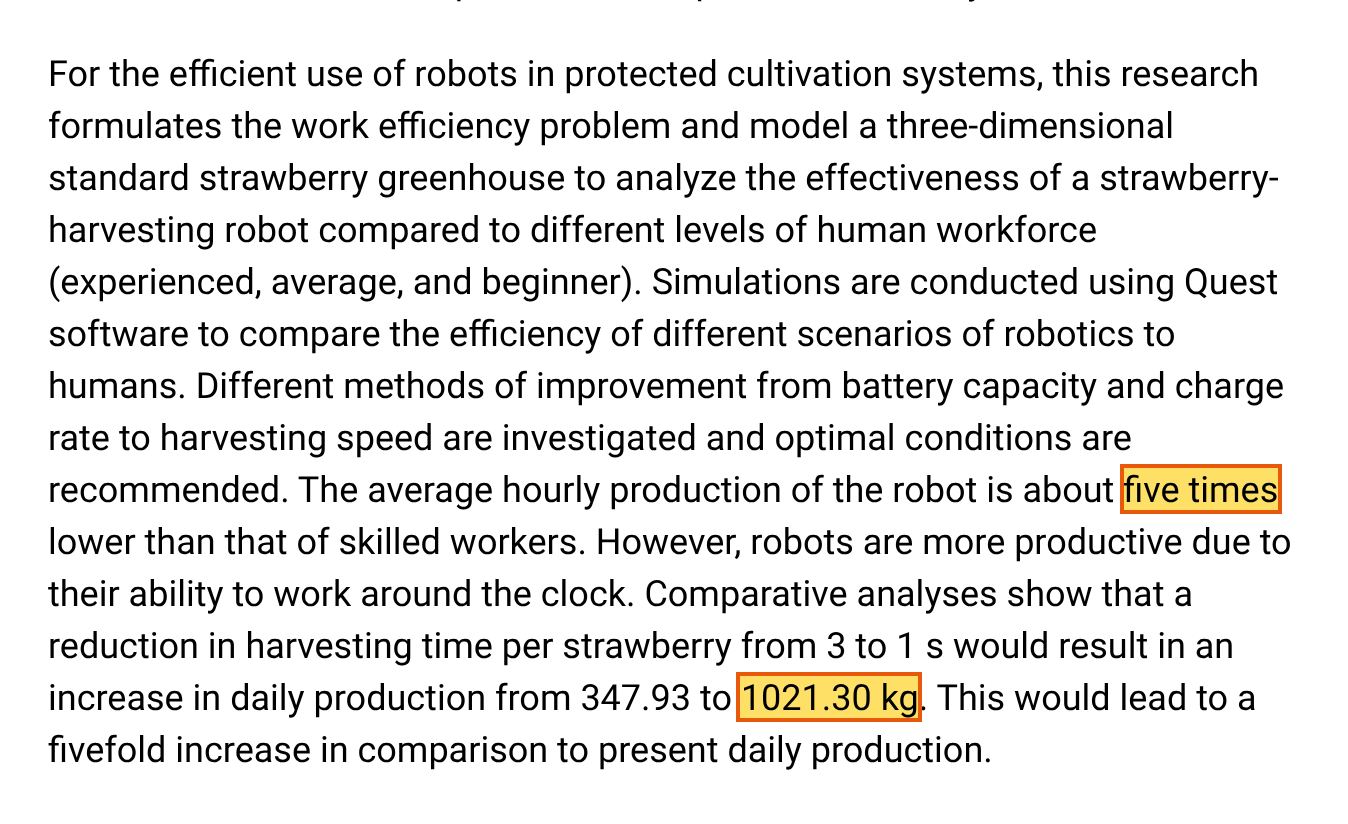 For the efficient use of robots in protected cultivation systems, this research
formulates the work efficiency problem and model a three-dimensional
standard strawberry greenhouse to analyze the effectiveness of a strawberry-
harvesting robot compared to different levels of human workforce
(experienced, average, and beginner). Simulations are conducted using Quest
software to compare the efficiency of different scenarios of robotics to
humans. Different methods of improvement from battery capacity and charge
rate to harvesting speed are investigated and optimal conditions are
recommended. The average hourly production of the robot is about five times
lower than that of skilled workers. However, robots are more productive due to
their ability to work around the clock. Comparative analyses show that a
reduction in harvesting time per strawberry from 3 to 1 s would result in an
increase in daily production from 347.93 to 1021.30 kg. This would lead to a
fivefold increase in comparison to present daily production.